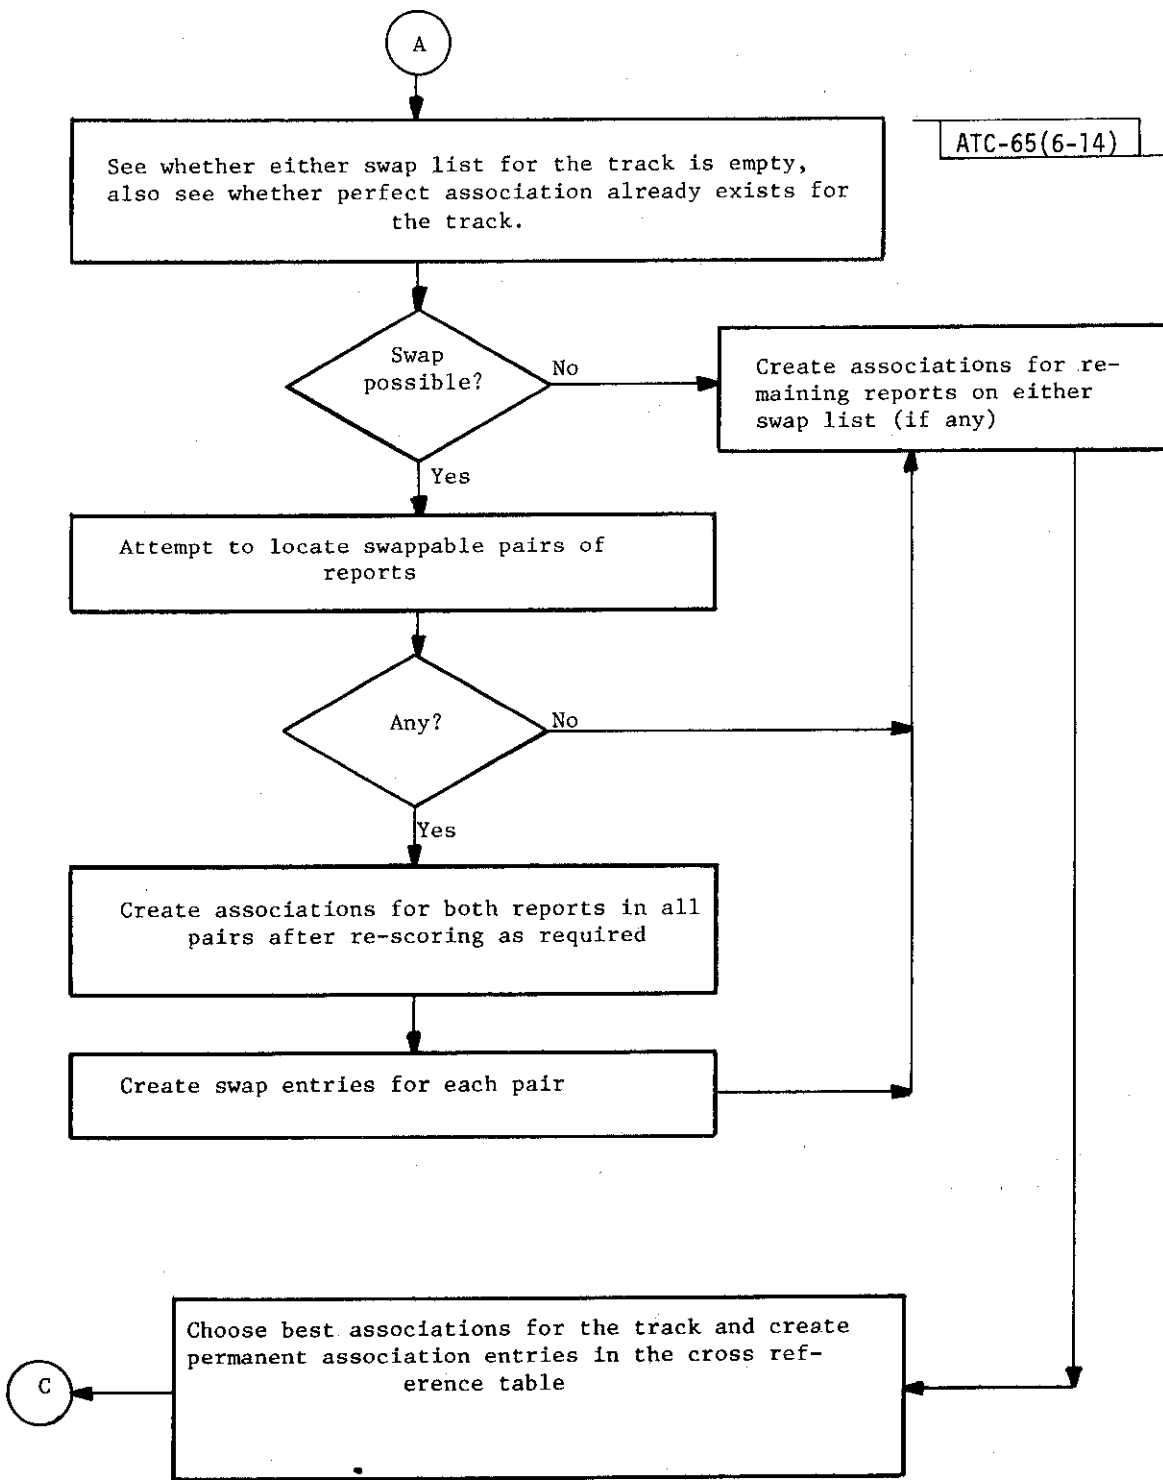 A
ATC-65(6-14)
See whether either swap list for the track is empty,
also see whether perfect association already exists for
the track.
Swap
possible?
No
Create associations for re-
maining reports on either
swap list (if any)
Yes
Attempt to locate swappable pairs of
reports
Any?
No
Yes
Create associations for both reports in all
pairs after re-scoring as required
Create swap entries for each pair
Choose best associations for the track and create
permanent association entries in the cross ref-
erence table
C